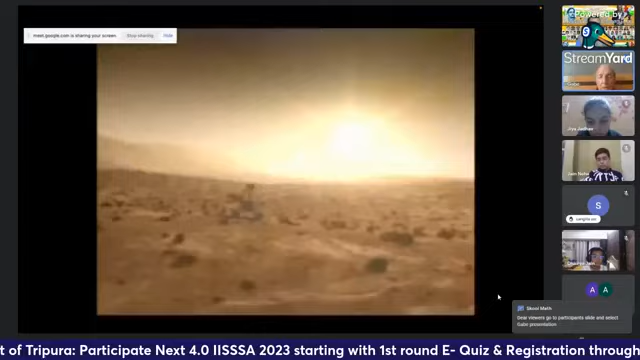 Powered by
StreamYard
meet.google.com is sharing your screen.
Stop sharing
Hide
S
A A
Skool Math
Dear viewers go to participants slide and select
Gabe presentation
t of Tripura: Participate Next 4.0 IISSSA 2023 starting with 1st round E- Quiz & Registration through